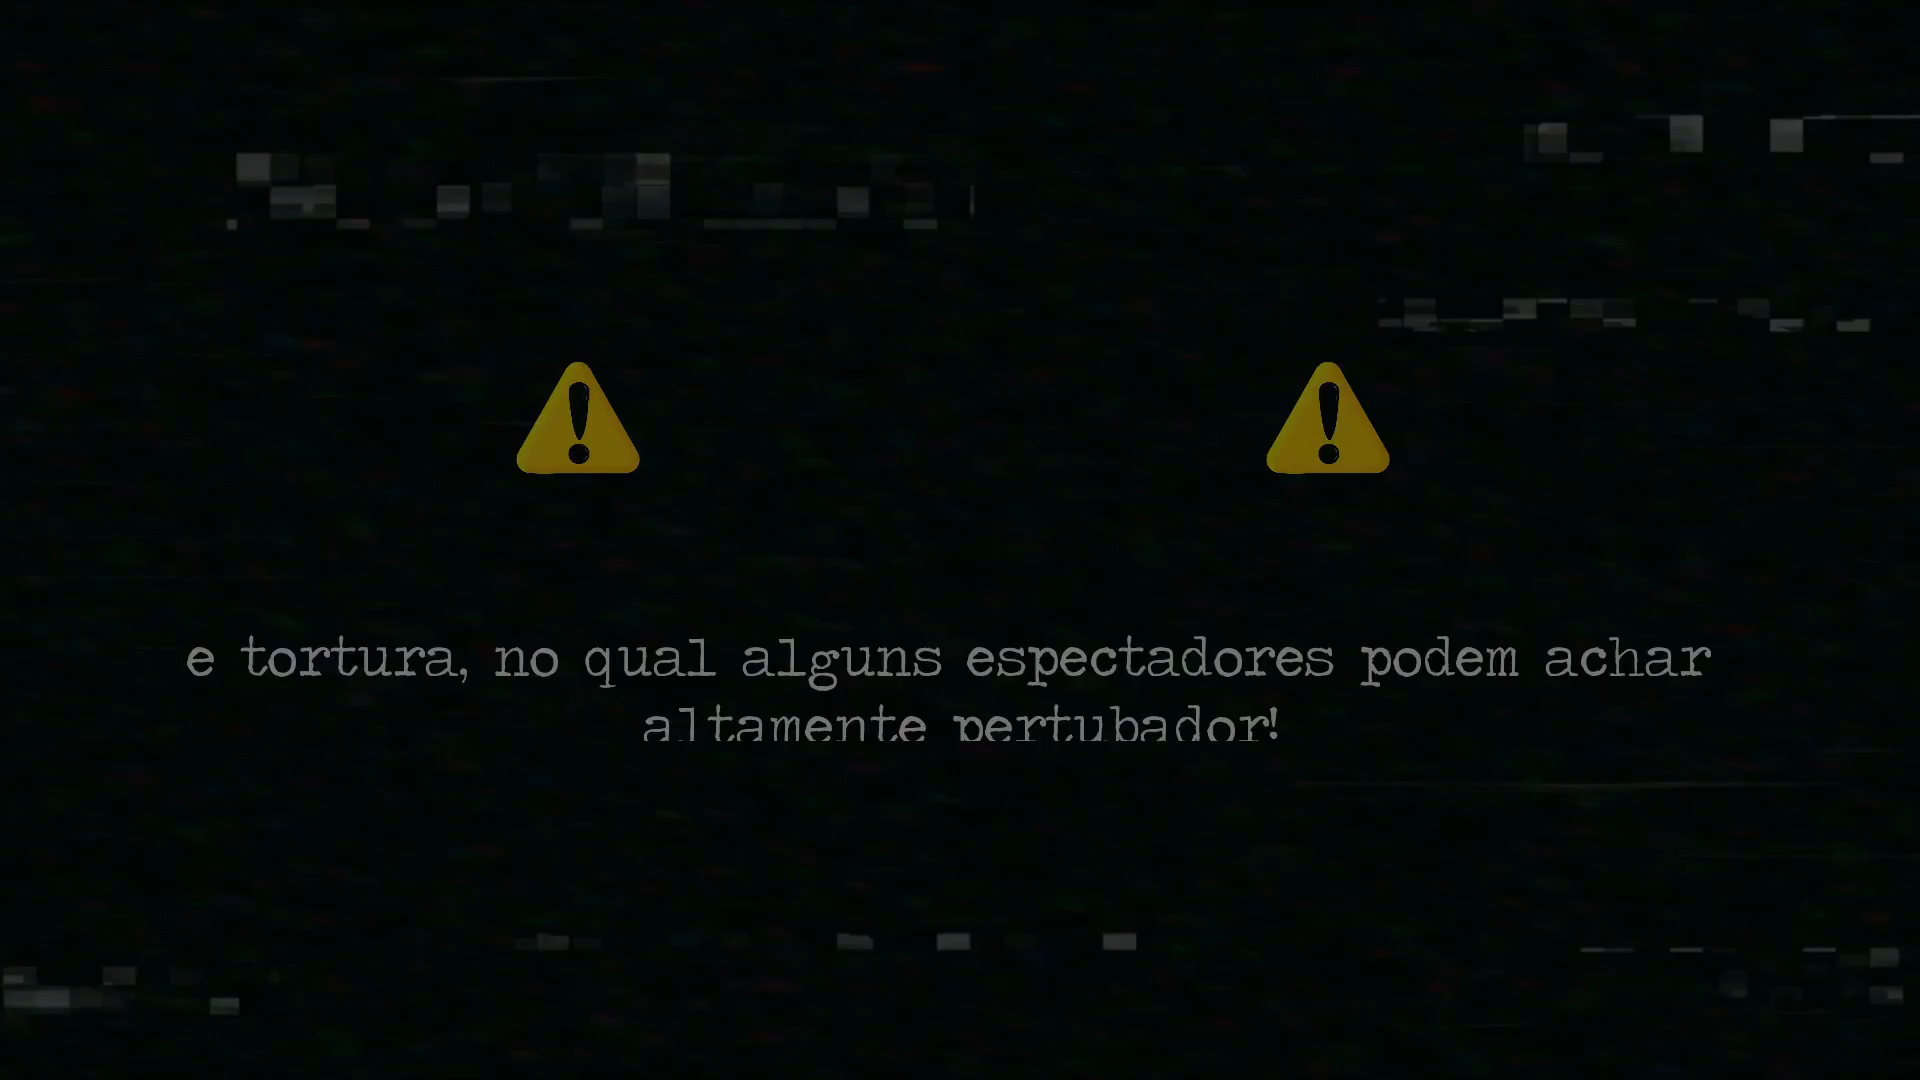 e tortura, no qual alguns espectadores podem achar
altamente pertubador!